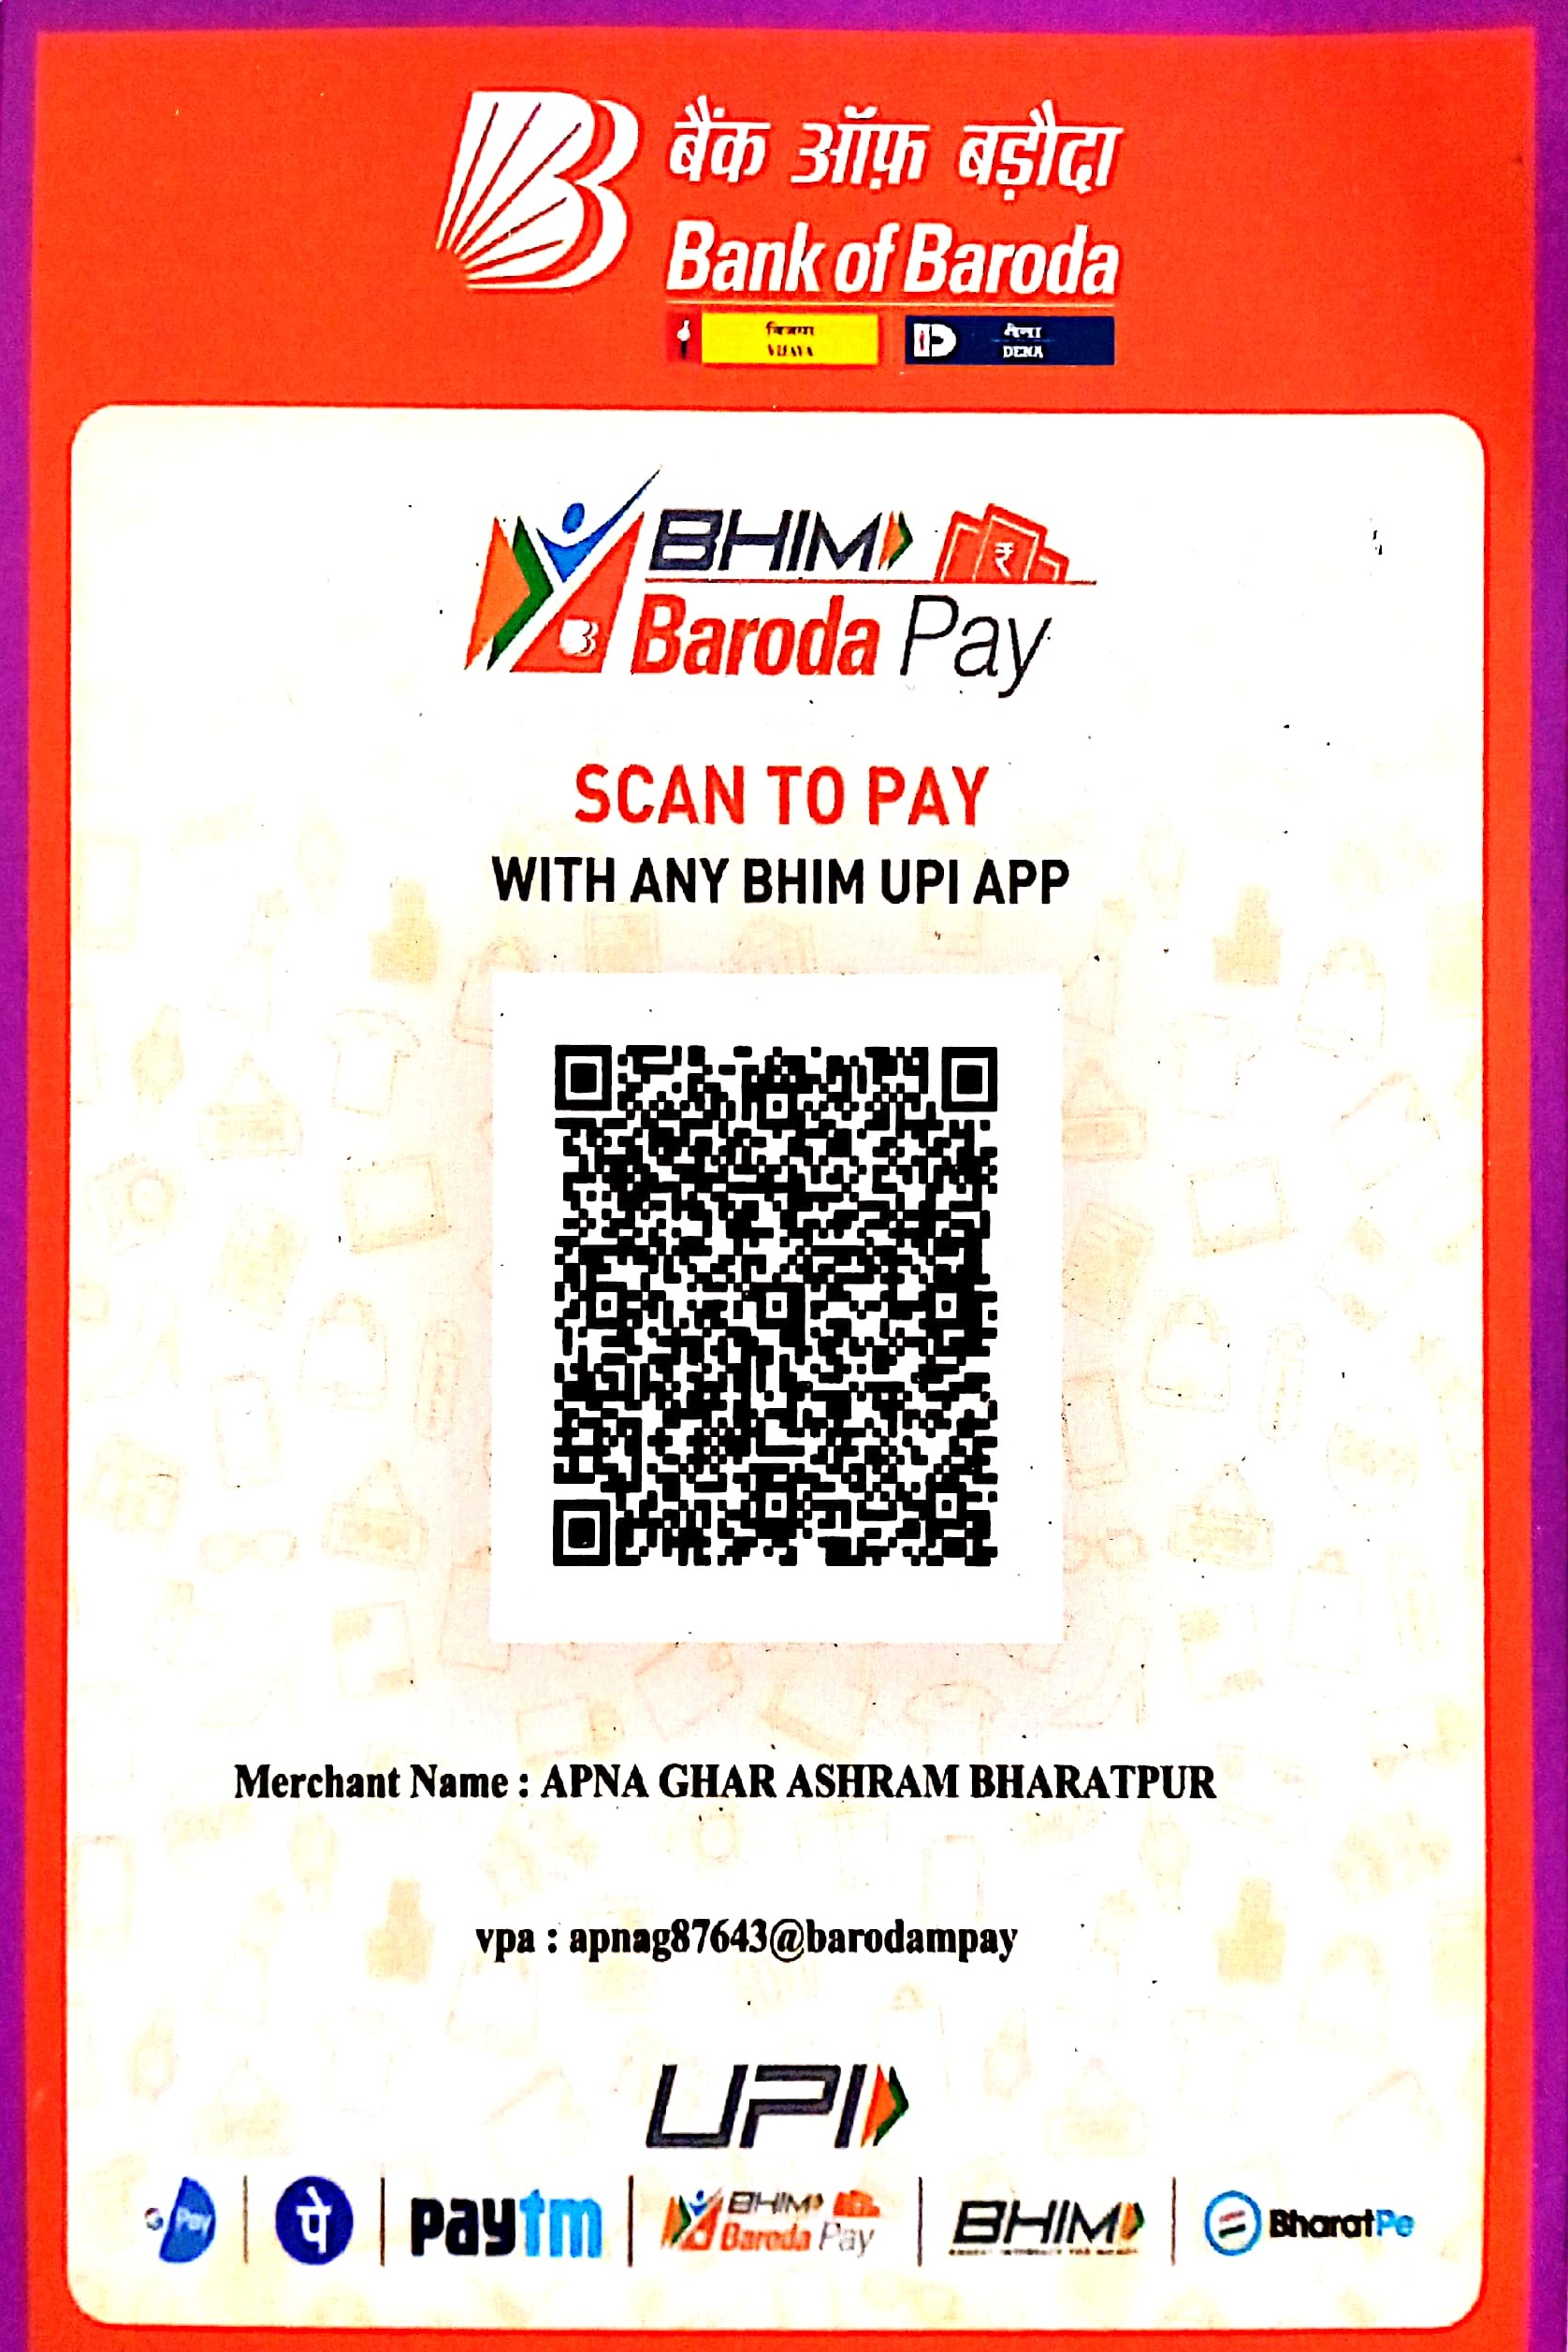 बैंक ऑफ़ बड़ौदा
Bank of Baroda
विजया
VIJAYA
देना
DENA
BHIM
₹
Baroda Pay
SCAN TO PAY
WITH ANY BHIM UPI APP
Merchant Name : APNA GHAR ASHRAM BHARATPUR
vpa : apnag87643@barodampay
UPI
G Pay पे paytm BHIM Baroda Pay BHIM BharatPe